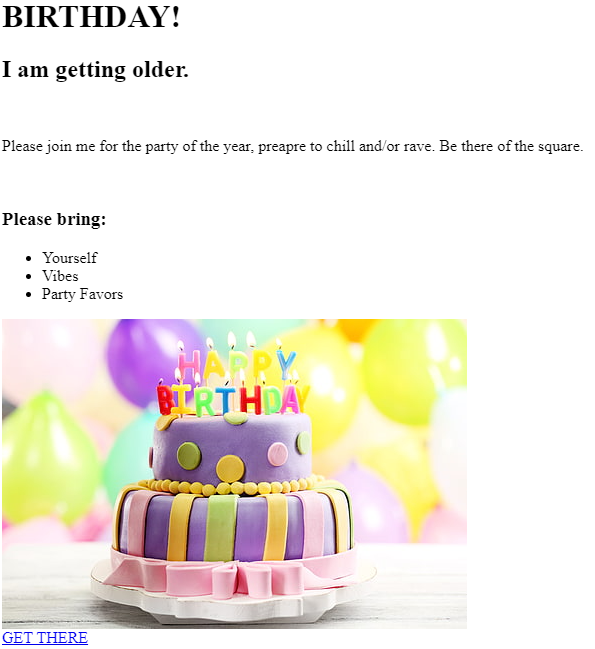 BIRTHDAY!
I am getting older.
Please join me for the party of the year, preapre to chill and/or rave. Be there of the square.
Please bring:
Yourself
Vibes
Party Favors
HAPPY
BIRTHDAY
GET THERE